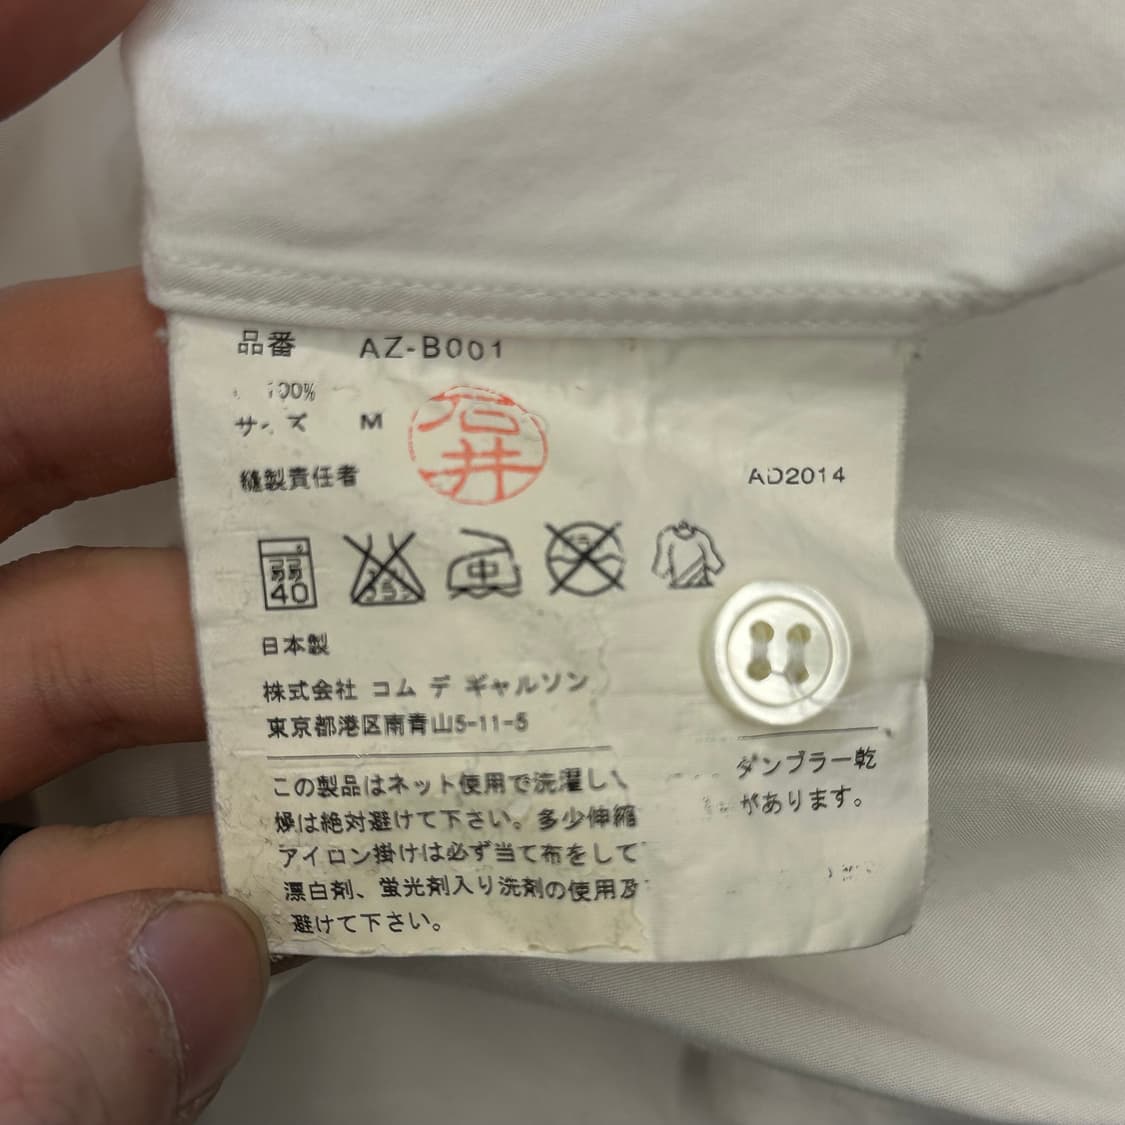 品番 AZ-B001
100%
サイズ M
石井
縫製責任者
AD2014
弱
40
中
日本製
株式会社 コム デ ギャルソン
東京都港区南青山5-11-5
この製品はネット使用で洗濯し、 タンブラー乾
燥は絶対避けて下さい。多少伸縮 があります。
アイロン掛けは必ず当て布をして
漂白剤、蛍光剤入り洗剤の使用及
避けて下さい。